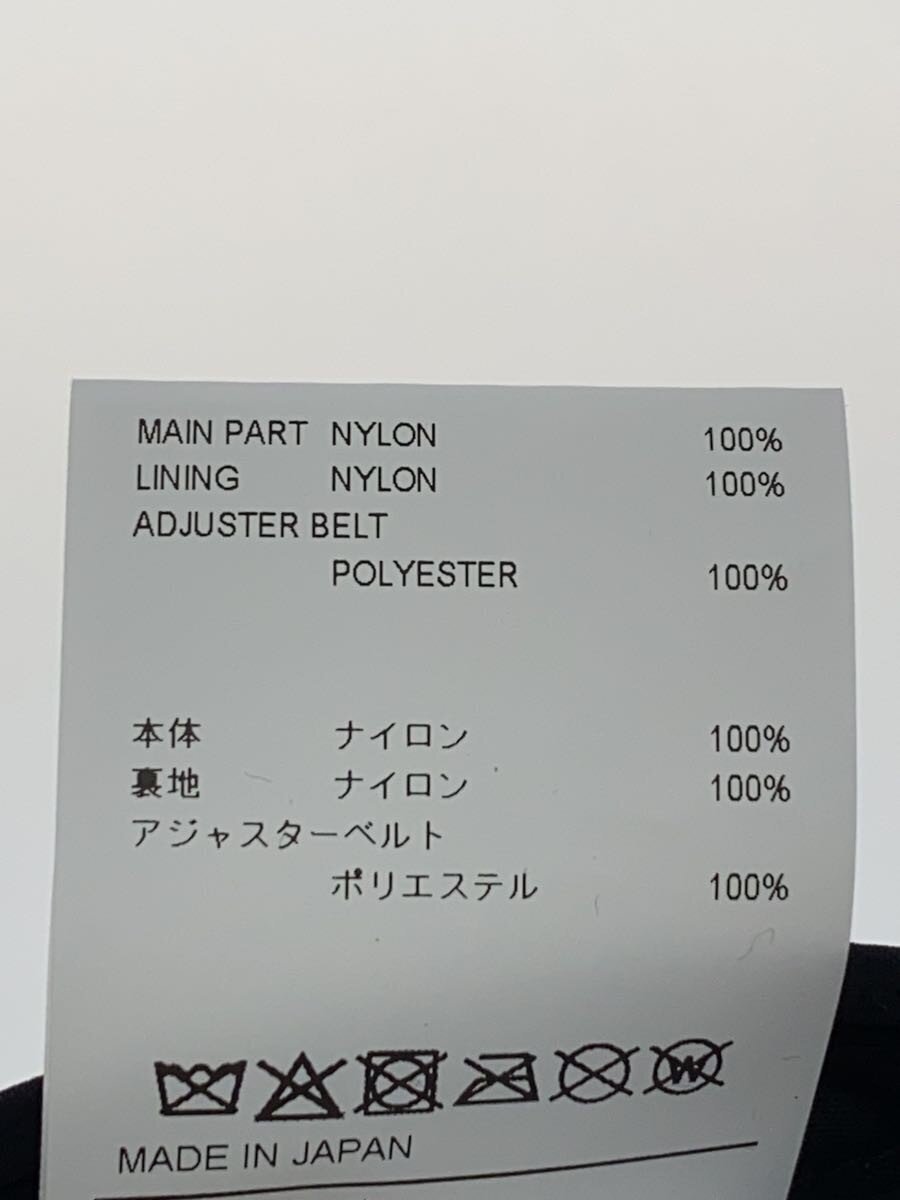 MAIN PART NYLON 100%
LINING NYLON 100%
ADJUSTER BELT
POLYESTER 100%
本体 ナイロン 100%
裏地 ナイロン 100%
アジャスターベルト
ポリエステル 100%
W
MADE IN JAPAN